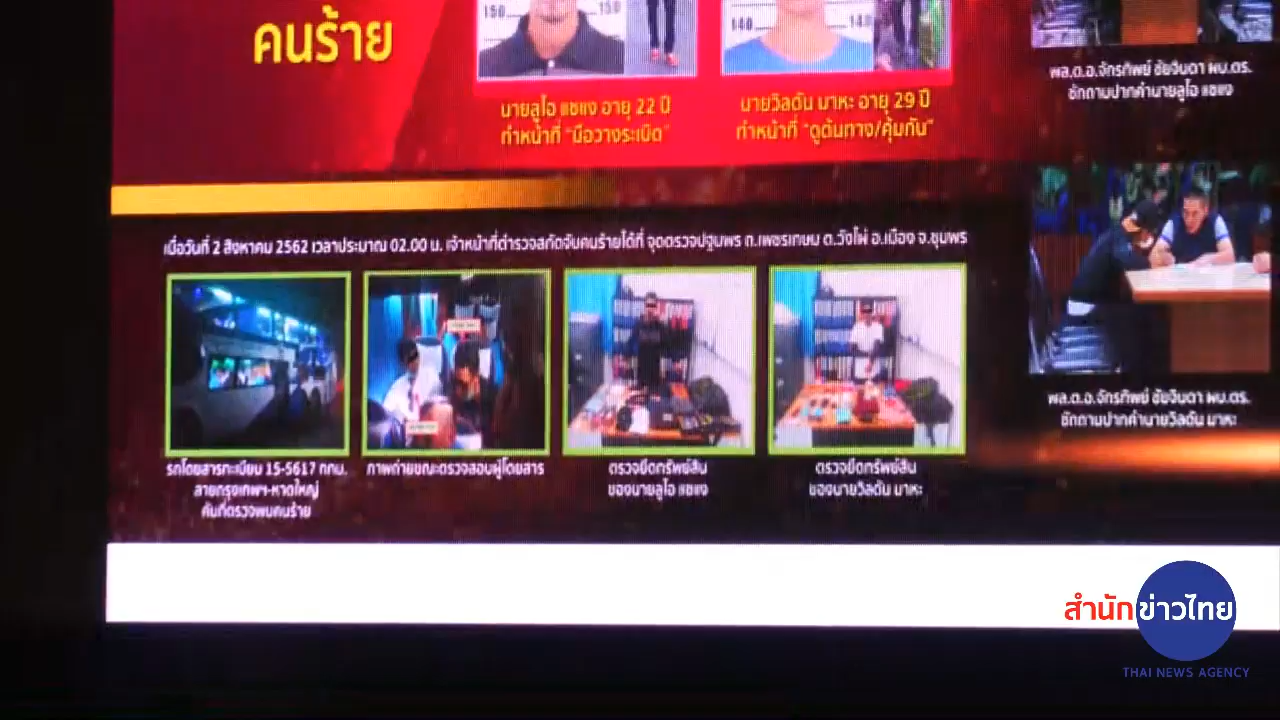 คนร้าย
150 150
140 140
นายลูไอ แซแง อายุ 22 ปี
ทำหน้าที่ "มือวางระเบิด"
นายวิลดัน มาหะ อายุ 29 ปี
ทำหน้าที่ "ดูต้นทาง/คุ้มกัน"
พล.ต.อ.จักรทิพย์ ชัยจินดา ผบ.ตร.
ซักถามปากคำนายลูไอ แซแง
เมื่อวันที่ 2 สิงหาคม 2562 เวลาประมาณ 02.00 น. เจ้าหน้าที่ตำรวจสกัดจับคนร้ายได้ที่ จุดตรวจปฐมพร ถ.เพชรเกษม ต.วังไผ่ อ.เมือง จ.ชุมพร
รถโดยสารทะเบียน 15-5617 กทม.
สายกรุงเทพฯ-หาดใหญ่
คันที่ตรวจพบคนร้าย
ภาพถ่ายขณะตรวจสอบผู้โดยสาร
ตรวจยึดทรัพย์สิน
ของนายลูไอ แซแง
ตรวจยึดทรัพย์สิน
ของนายวิลดัน มาหะ
พล.ต.อ.จักรทิพย์ ชัยจินดา ผบ.ตร.
ซักถามปากคำนายวิลดัน มาหะ
สำนักข่าวไทย
THAI NEWS AGENCY